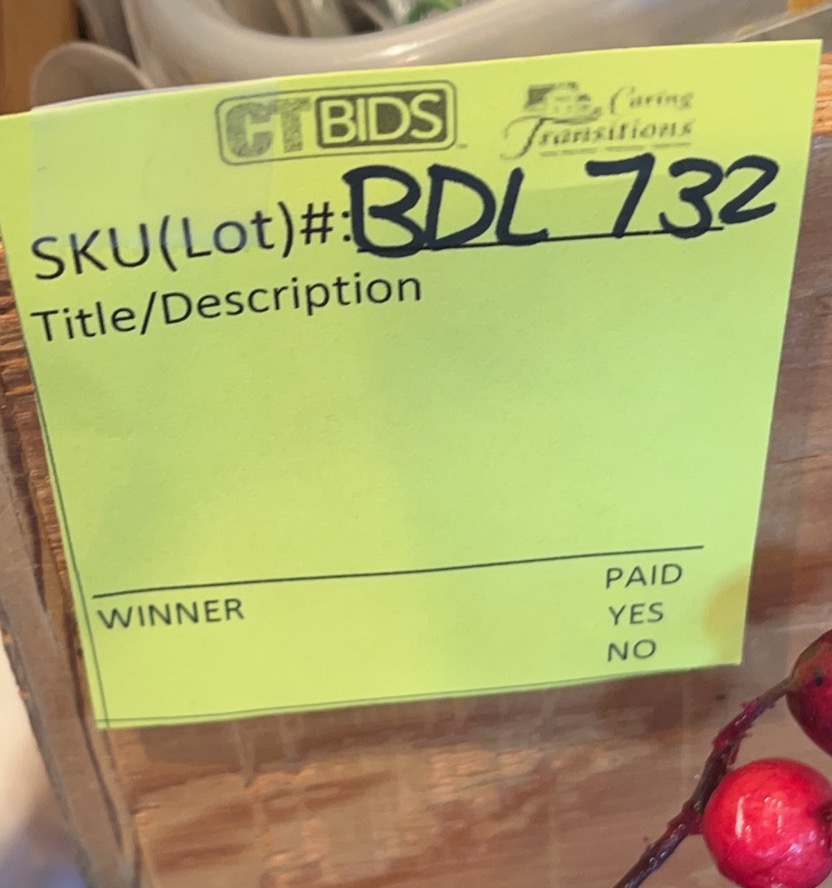 CTBIDS
Caring
Transitions
SKU(Lot)#:BDL 732
Title/Description
PAID
WINNER
YES
NO